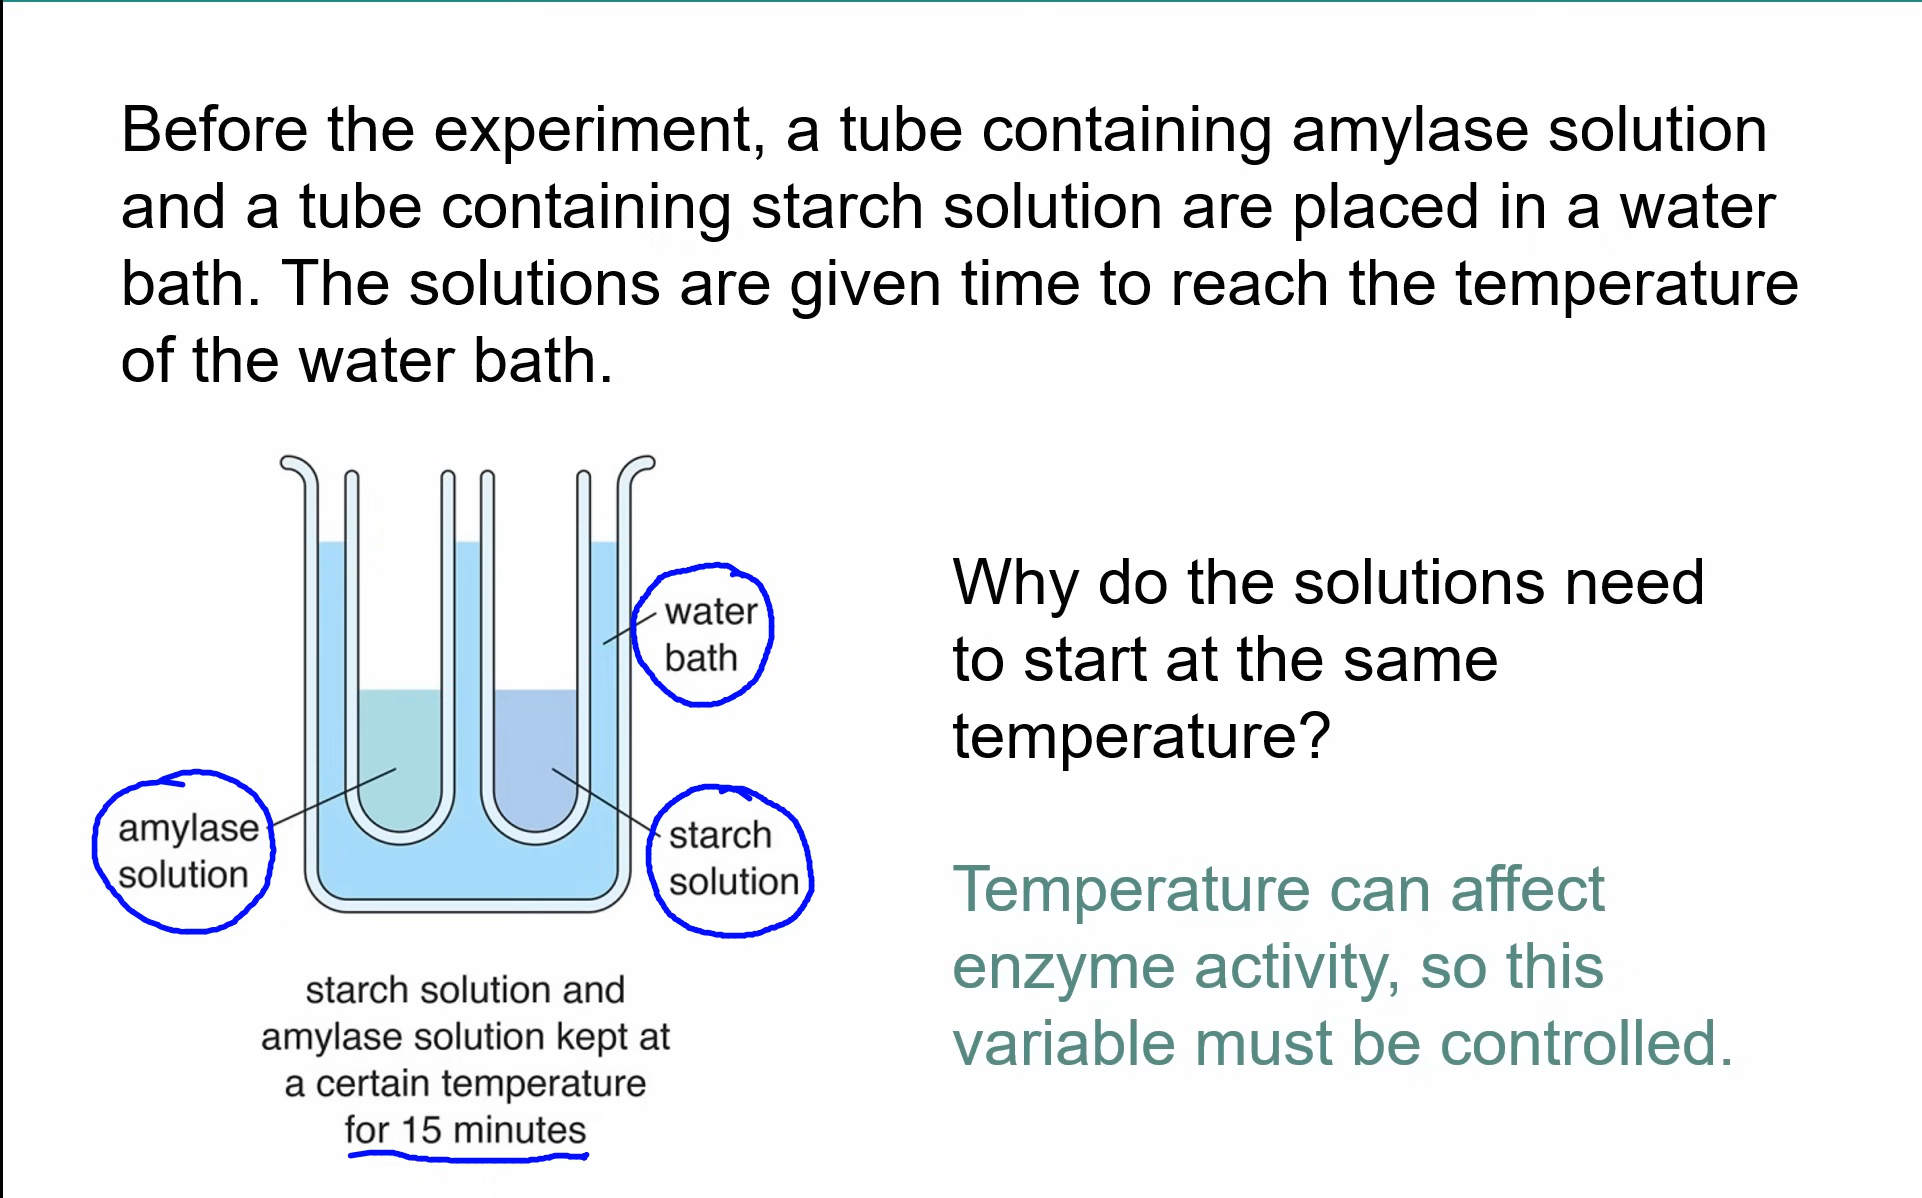 Before the experiment, a tube containing amylase solution
and a tube containing starch solution are placed in a water
bath. The solutions are given time to reach the temperature
of the water bath.
water
bath
amylase
solution
starch
solution
starch solution and
amylase solution kept at
a certain temperature
for 15 minutes
Why do the solutions need
to start at the same
temperature?
Temperature can affect
enzyme activity, so this
variable must be controlled.